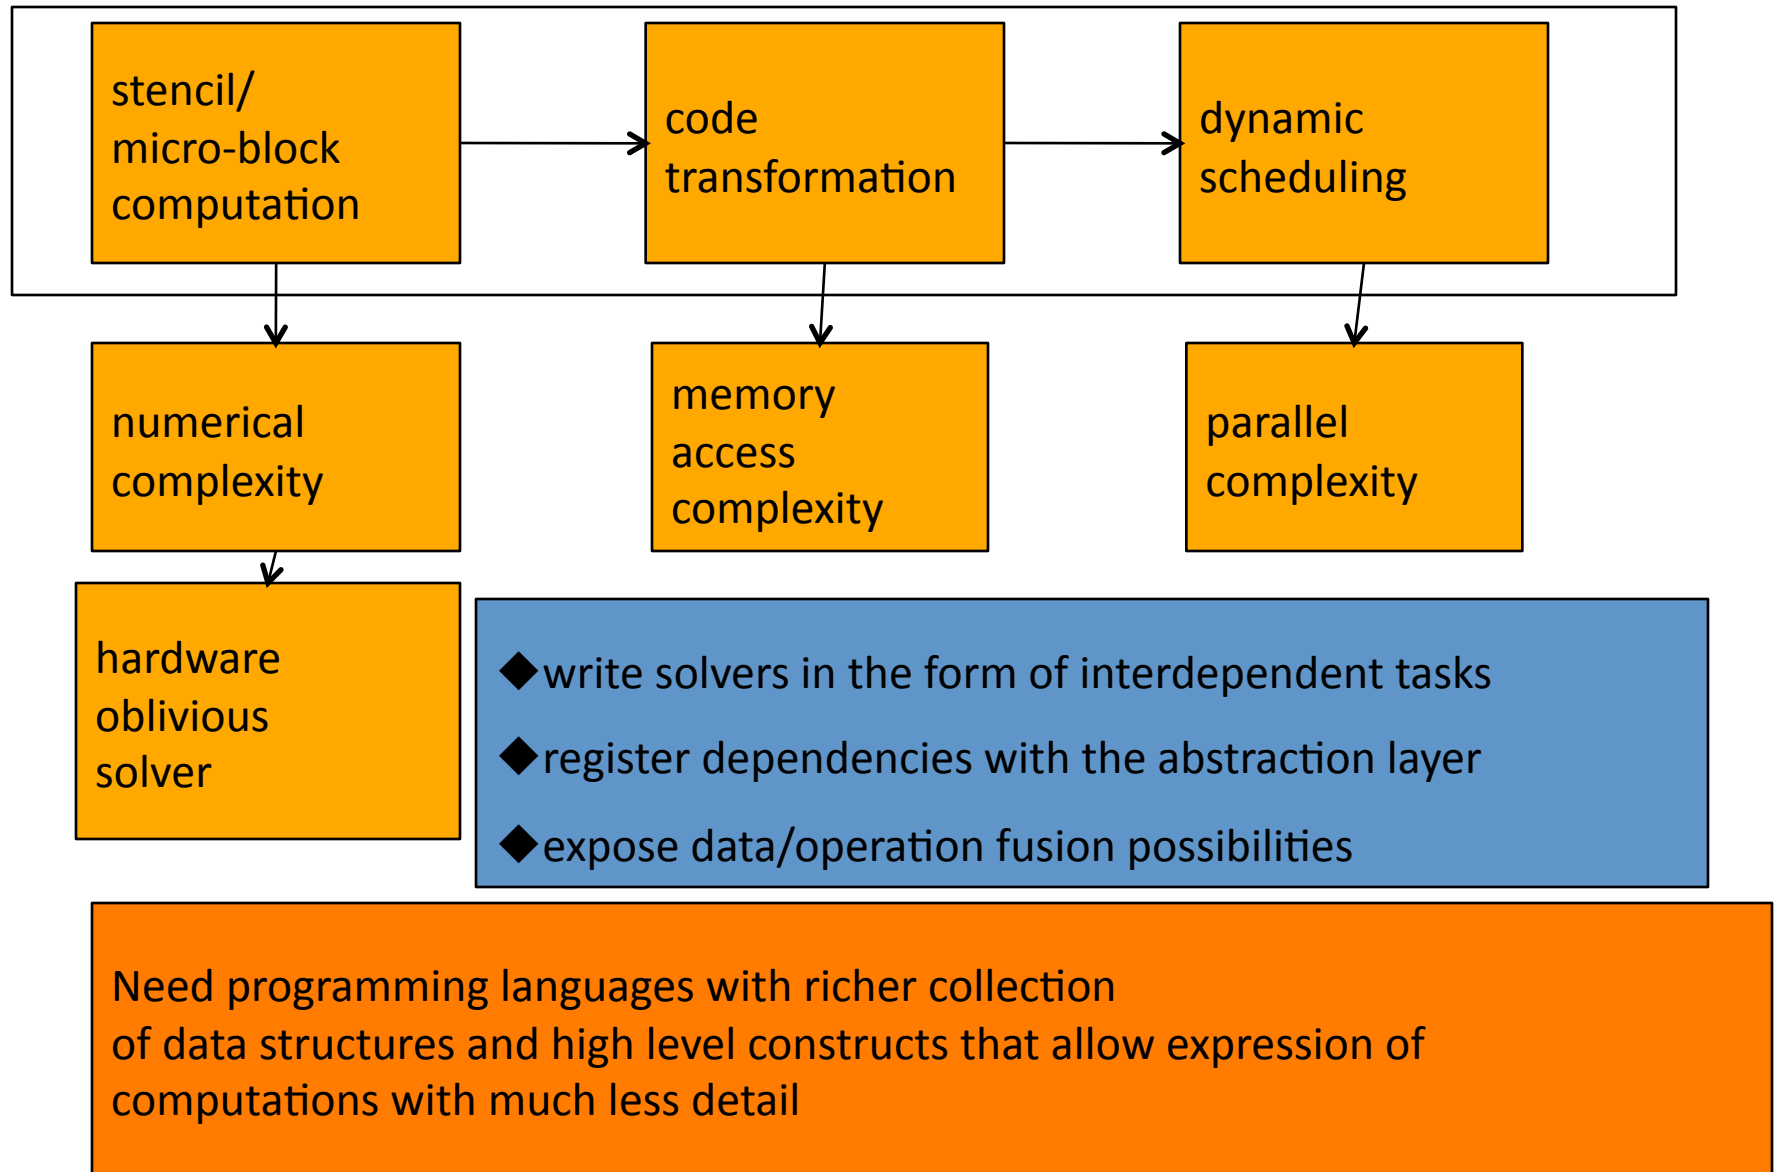 stencil/
micro-block
computation
code
transformation
dynamic
scheduling
numerical
complexity
memory
access
complexity
parallel
complexity
hardware
oblivious
solver
◆write solvers in the form of interdependent tasks
◆register dependencies with the abstraction layer
◆expose data/operation fusion possibilities
Need programming languages with richer collection
of data structures and high level constructs that allow expression of
computations with much less detail